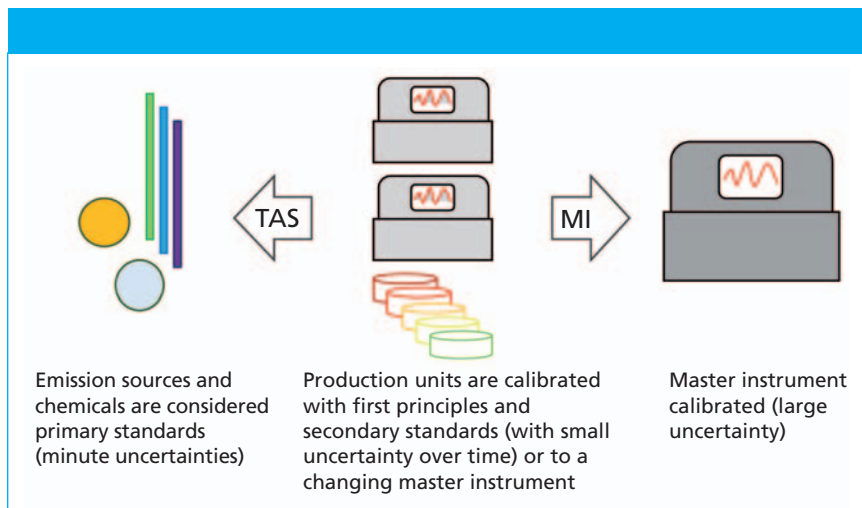 TAS
MI
Emission sources and
chemicals are considered
primary standards
(minute uncertainties)
Production units are calibrated
with first principles and
secondary standards (with small
uncertainty over time) or to a
changing master instrument
Master instrument
calibrated (large
uncertainty)